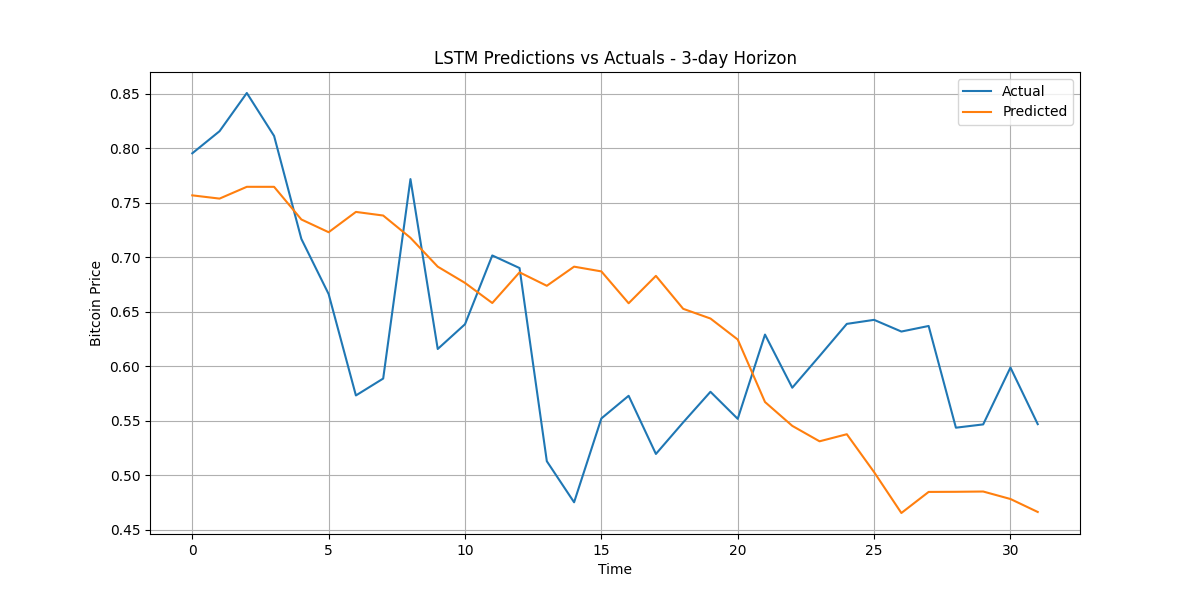 LSTM Predictions vs Actuals - 3-day Horizon
Actual
Predicted
0.85
0.80
0.75
0.70
0.65
0.60
0.55
0.50
0.45
Bitcoin Price
0 5 10 15 20 25 30
Time